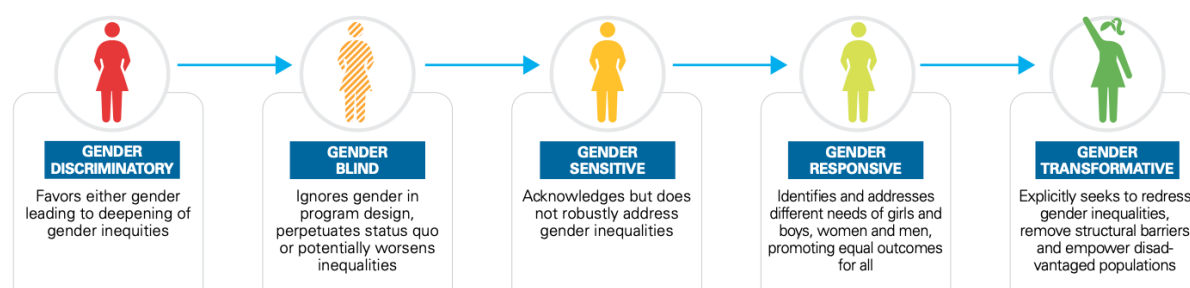 GENDER
DISCRIMINATORY
Favors either gender
leading to deepening of
gender inequities
GENDER
BLIND
Ignores gender in
program design,
perpetuates status quo
or potentially worsens
inequalities
GENDER
SENSITIVE
Acknowledges but does
not robustly address
gender inequalities
GENDER
RESPONSIVE
Identifies and addresses
different needs of girls and
boys, women and men,
promoting equal outcomes
for all
GENDER
TRANSFORMATIVE
Explicitly seeks to redress
gender inequalities,
remove structural barriers
and empower disad-
vantaged populations